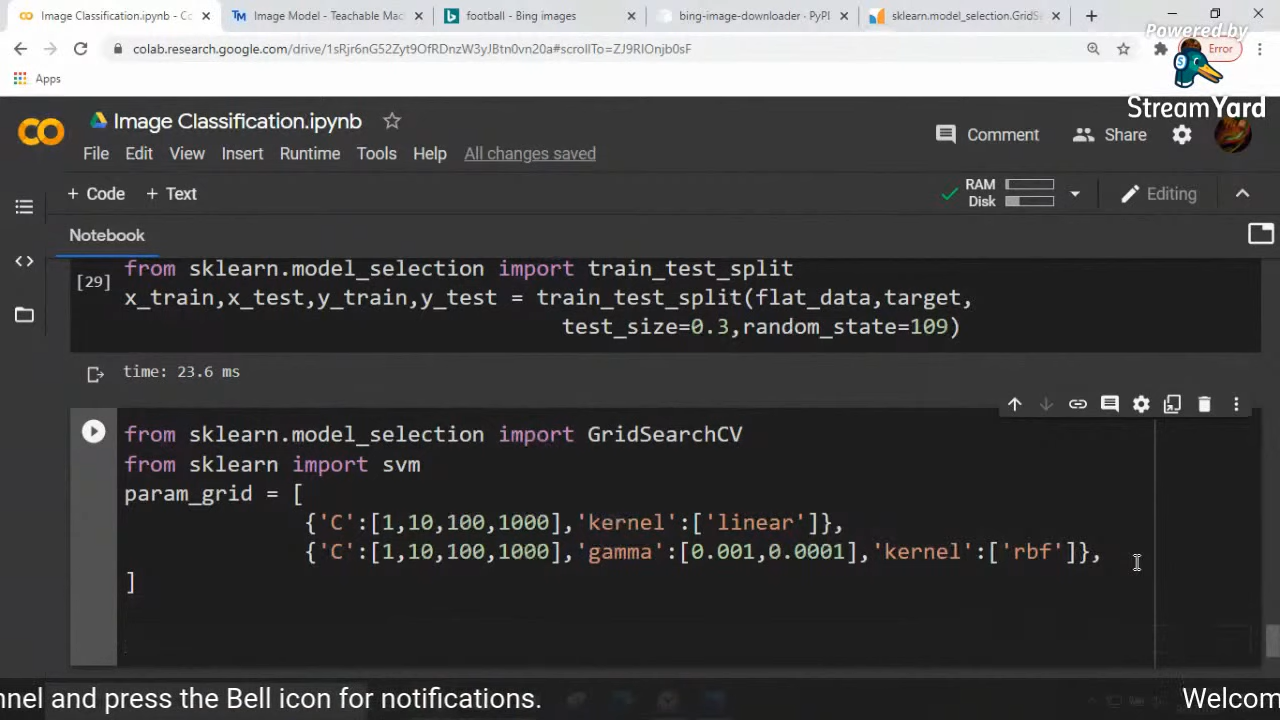 Image Classification.ipynb - Co
Image Model - Teachable Mac
football - Bing images
bing-image-downloader · PyPI
sklearn.model_selection.GridSe
colab.research.google.com/drive/1sRjr6nG52Zyt9OfRDnzW3yJBtn0vn20a#scrollTo=ZJ9RIOnjb0sF
Error
Powered by
StreamYard
Apps
Image Classification.ipynb
File Edit View Insert Runtime Tools Help All changes saved
Comment Share
+ Code + Text
RAM
Disk
Editing
Notebook
[29]
from sklearn.model_selection import train_test_split
x_train,x_test,y_train,y_test = train_test_split(flat_data,target,
test_size=0.3,random_state=109)
time: 23.6 ms
from sklearn.model_selection import GridSearchCV
from sklearn import svm
param_grid = [
{'C':[1,10,100,1000],'kernel':['linear']},
{'C':[1,10,100,1000],'gamma':[0.001,0.0001],'kernel':['rbf']},
]
nnel and press the Bell icon for notifications. Welcom